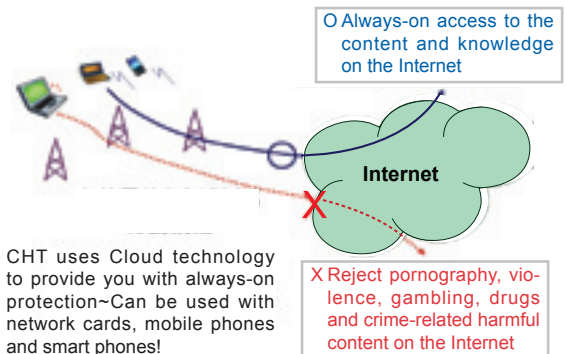 O Always-on access to the
content and knowledge
on the Internet
Internet
X
CHT uses Cloud technology
to provide you with always-on
protection~Can be used with
network cards, mobile phones
and smart phones!
X Reject pornography, vio-
lence, gambling, drugs
and crime-related harmful
content on the Internet